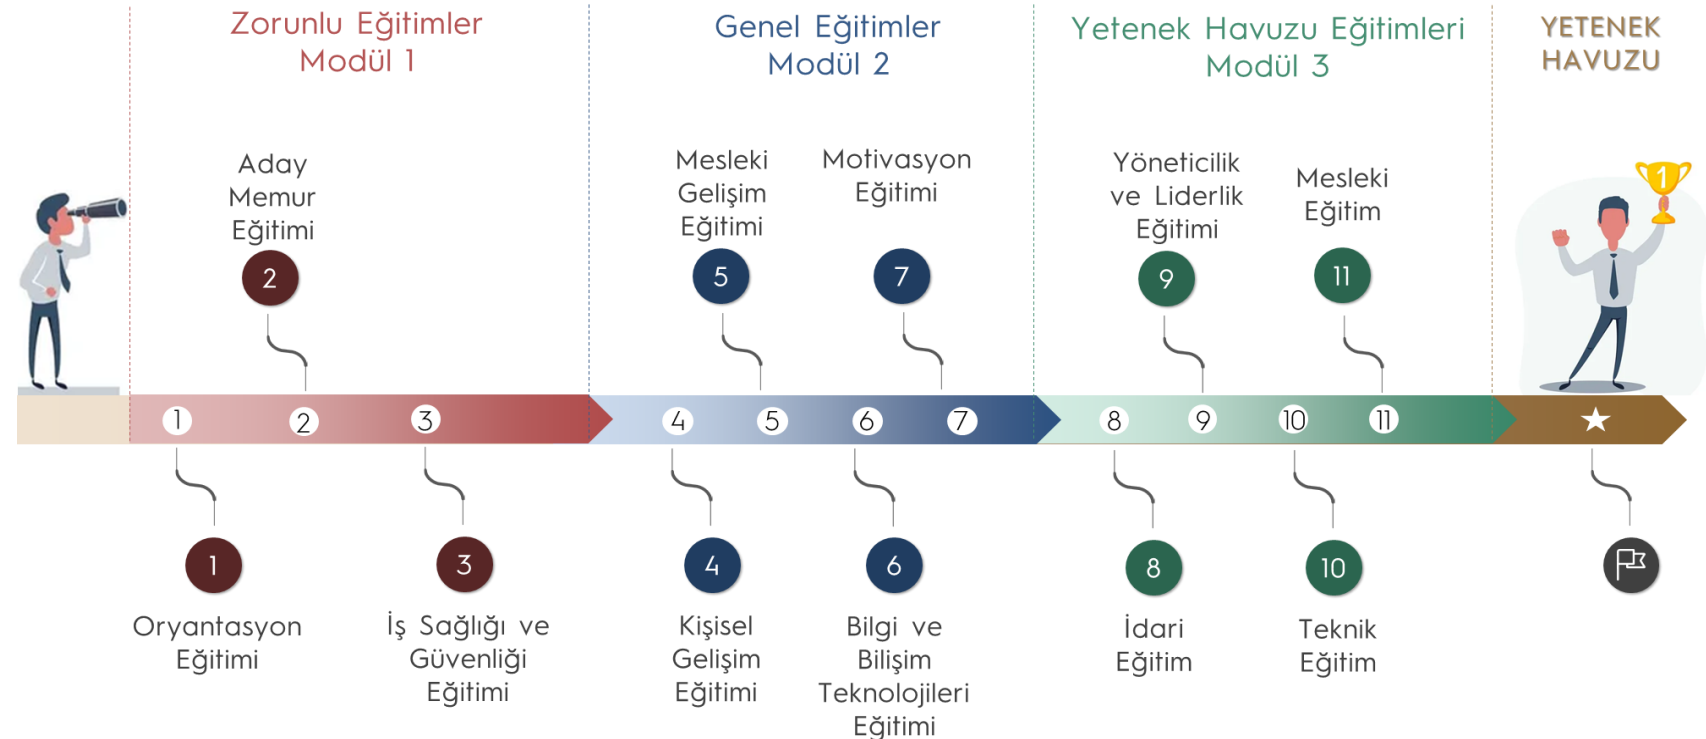 Zorunlu Eğitimler
Modül 1
Genel Eğitimler
Modül 2
Yetenek Havuzu Eğitimleri
Modül 3
YETENEK
HAVUZU
Aday
Memur
Eğitimi
2
Mesleki
Gelişim
Eğitimi
5
Motivasyon
Eğitimi
7
Yöneticilik
ve Liderlik
Eğitimi
9
Mesleki
Eğitim
11
1
1
2
3
4
5
6
7
8
9
10
11
1
Oryantasyon
Eğitimi
3
İş Sağlığı ve
Güvenliği
Eğitimi
4
Kişisel
Gelişim
Eğitimi
6
Bilgi ve
Bilişim
Teknolojileri
Eğitimi
8
İdari
Eğitim
10
Teknik
Eğitim